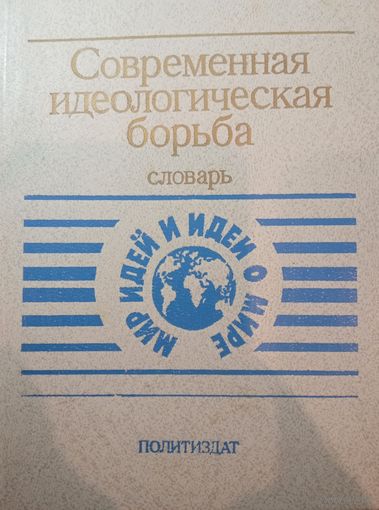 Современная
идеологическая
борьба
словарь
МИР ИДЕЙ И ИДЕИ О МИРЕ
ПОЛИТИЗДАТ